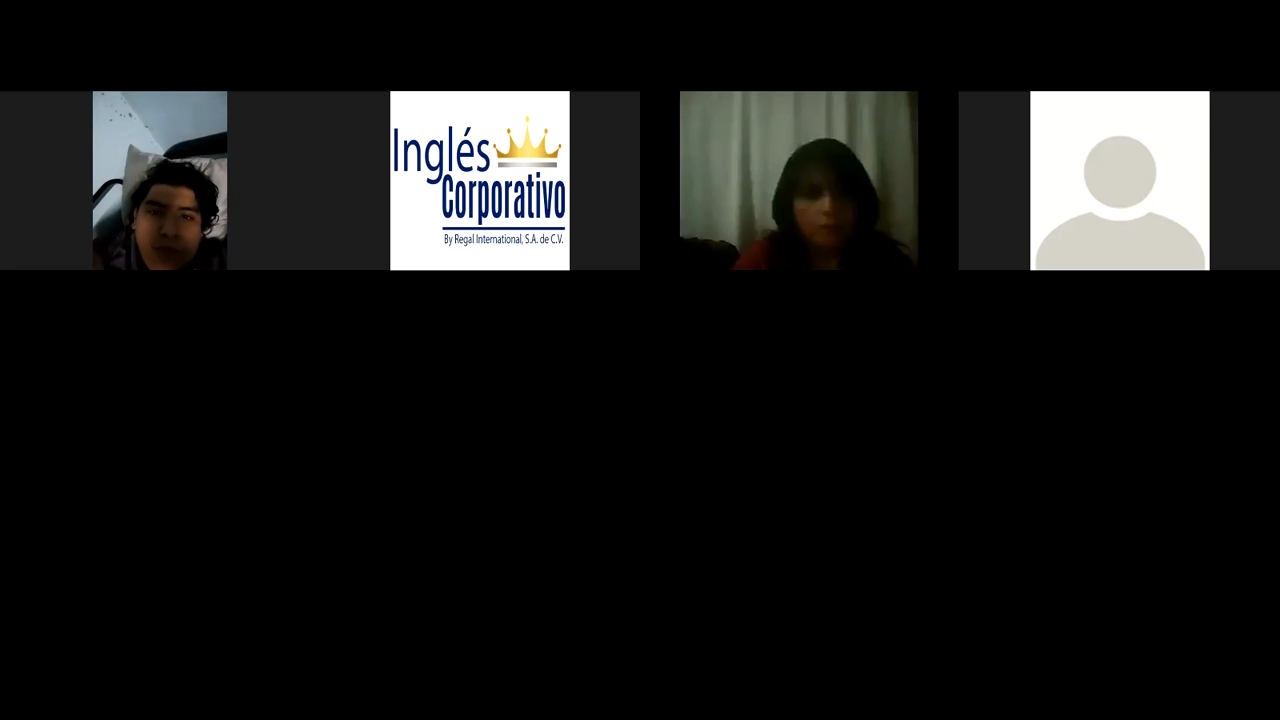 Inglés
Corporativo
By Regal International, S.A. de C.V.